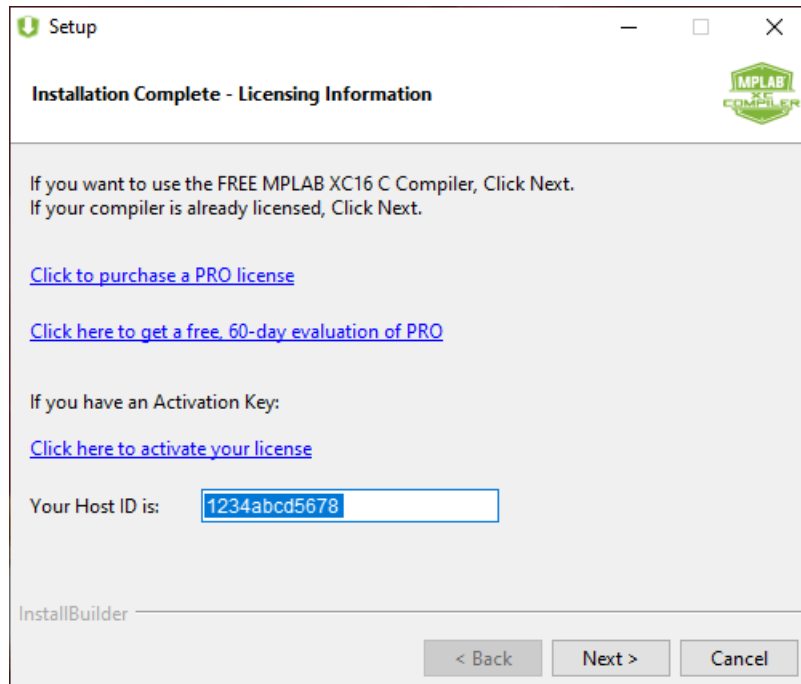 Setup
Installation Complete - Licensing Information
MPLAB
XC
COMPILER
If you want to use the FREE MPLAB XC16 C Compiler, Click Next.
If your compiler is already licensed, Click Next.
Click to purchase a PRO license
Click here to get a free, 60-day evaluation of PRO
If you have an Activation Key:
Click here to activate your license
Your Host ID is: 1234abcd5678
InstallBuilder
< Back Next > Cancel